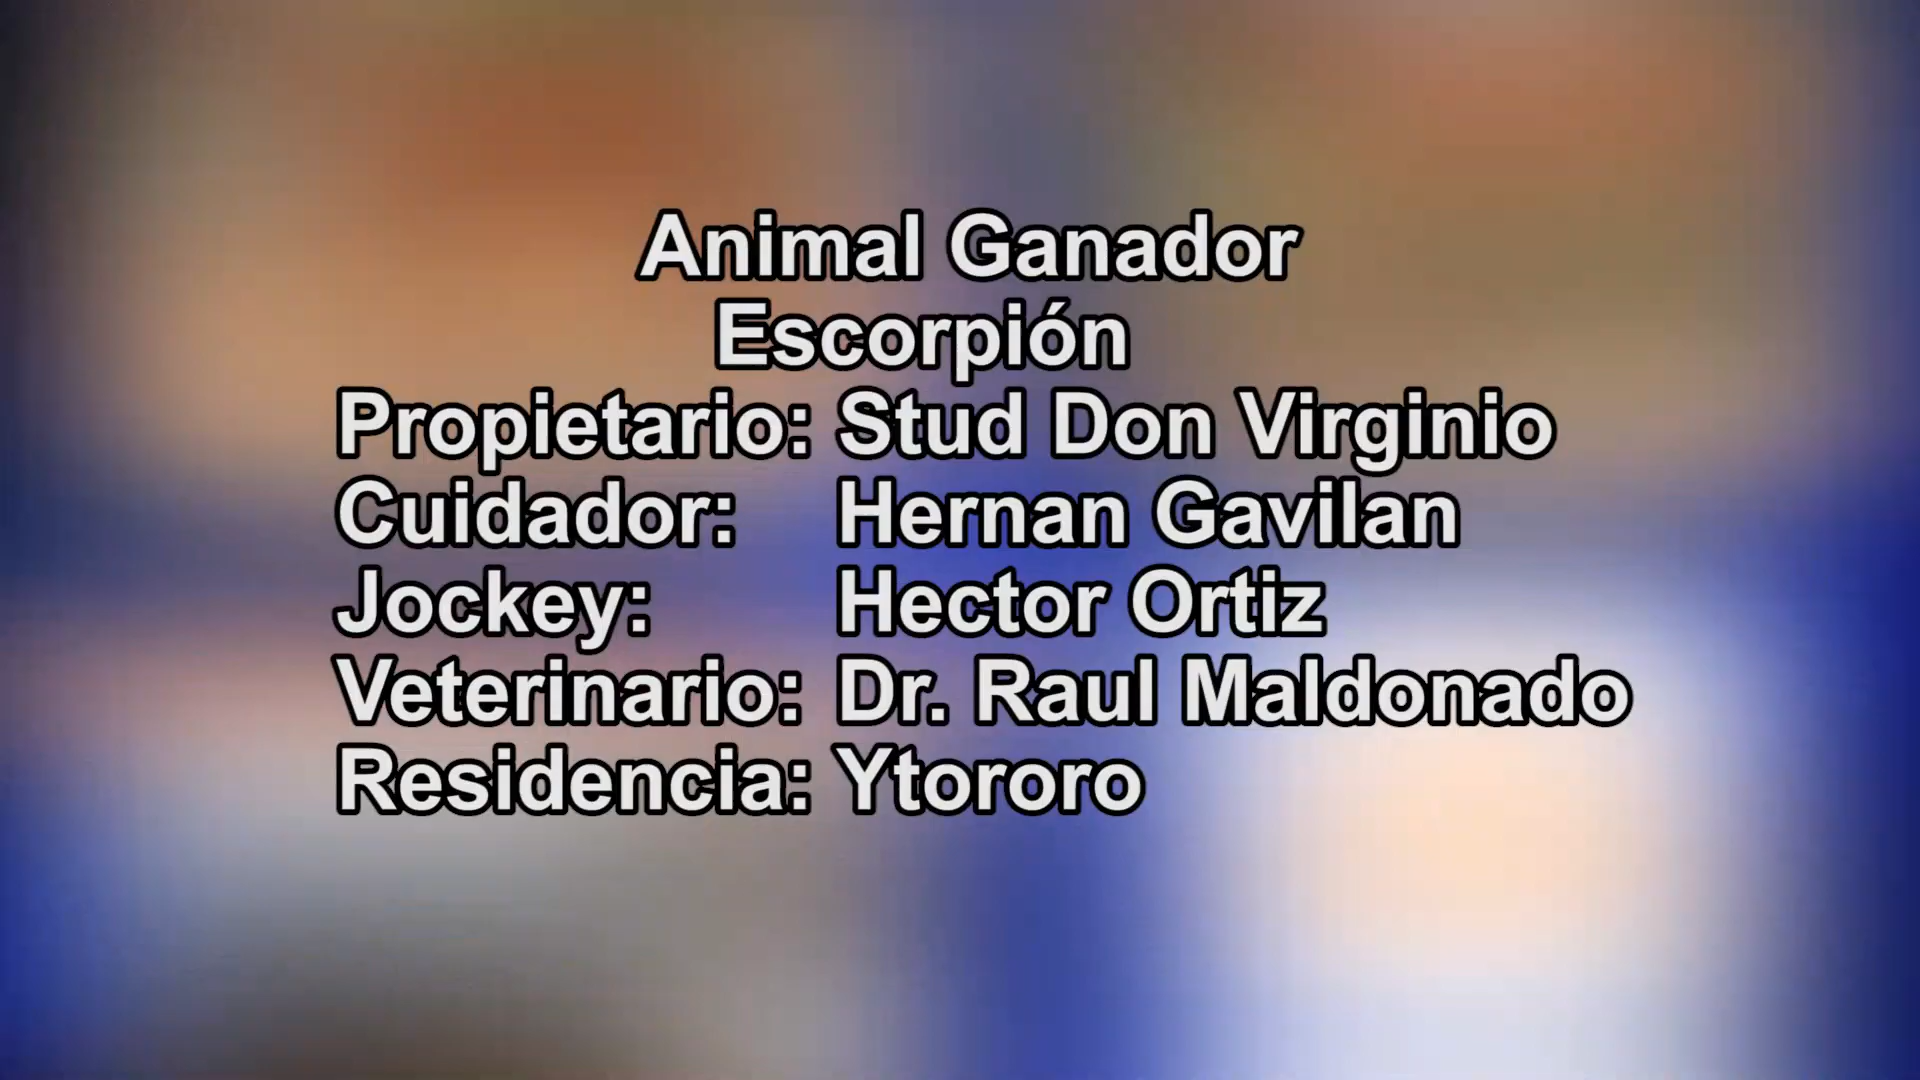 Animal Ganador
Escorpión
Propietario: Stud Don Virginio
Cuidador: Hernan Gavilan
Jockey: Hector Ortiz
Veterinario: Dr. Raul Maldonado
Residencia: Ytororo